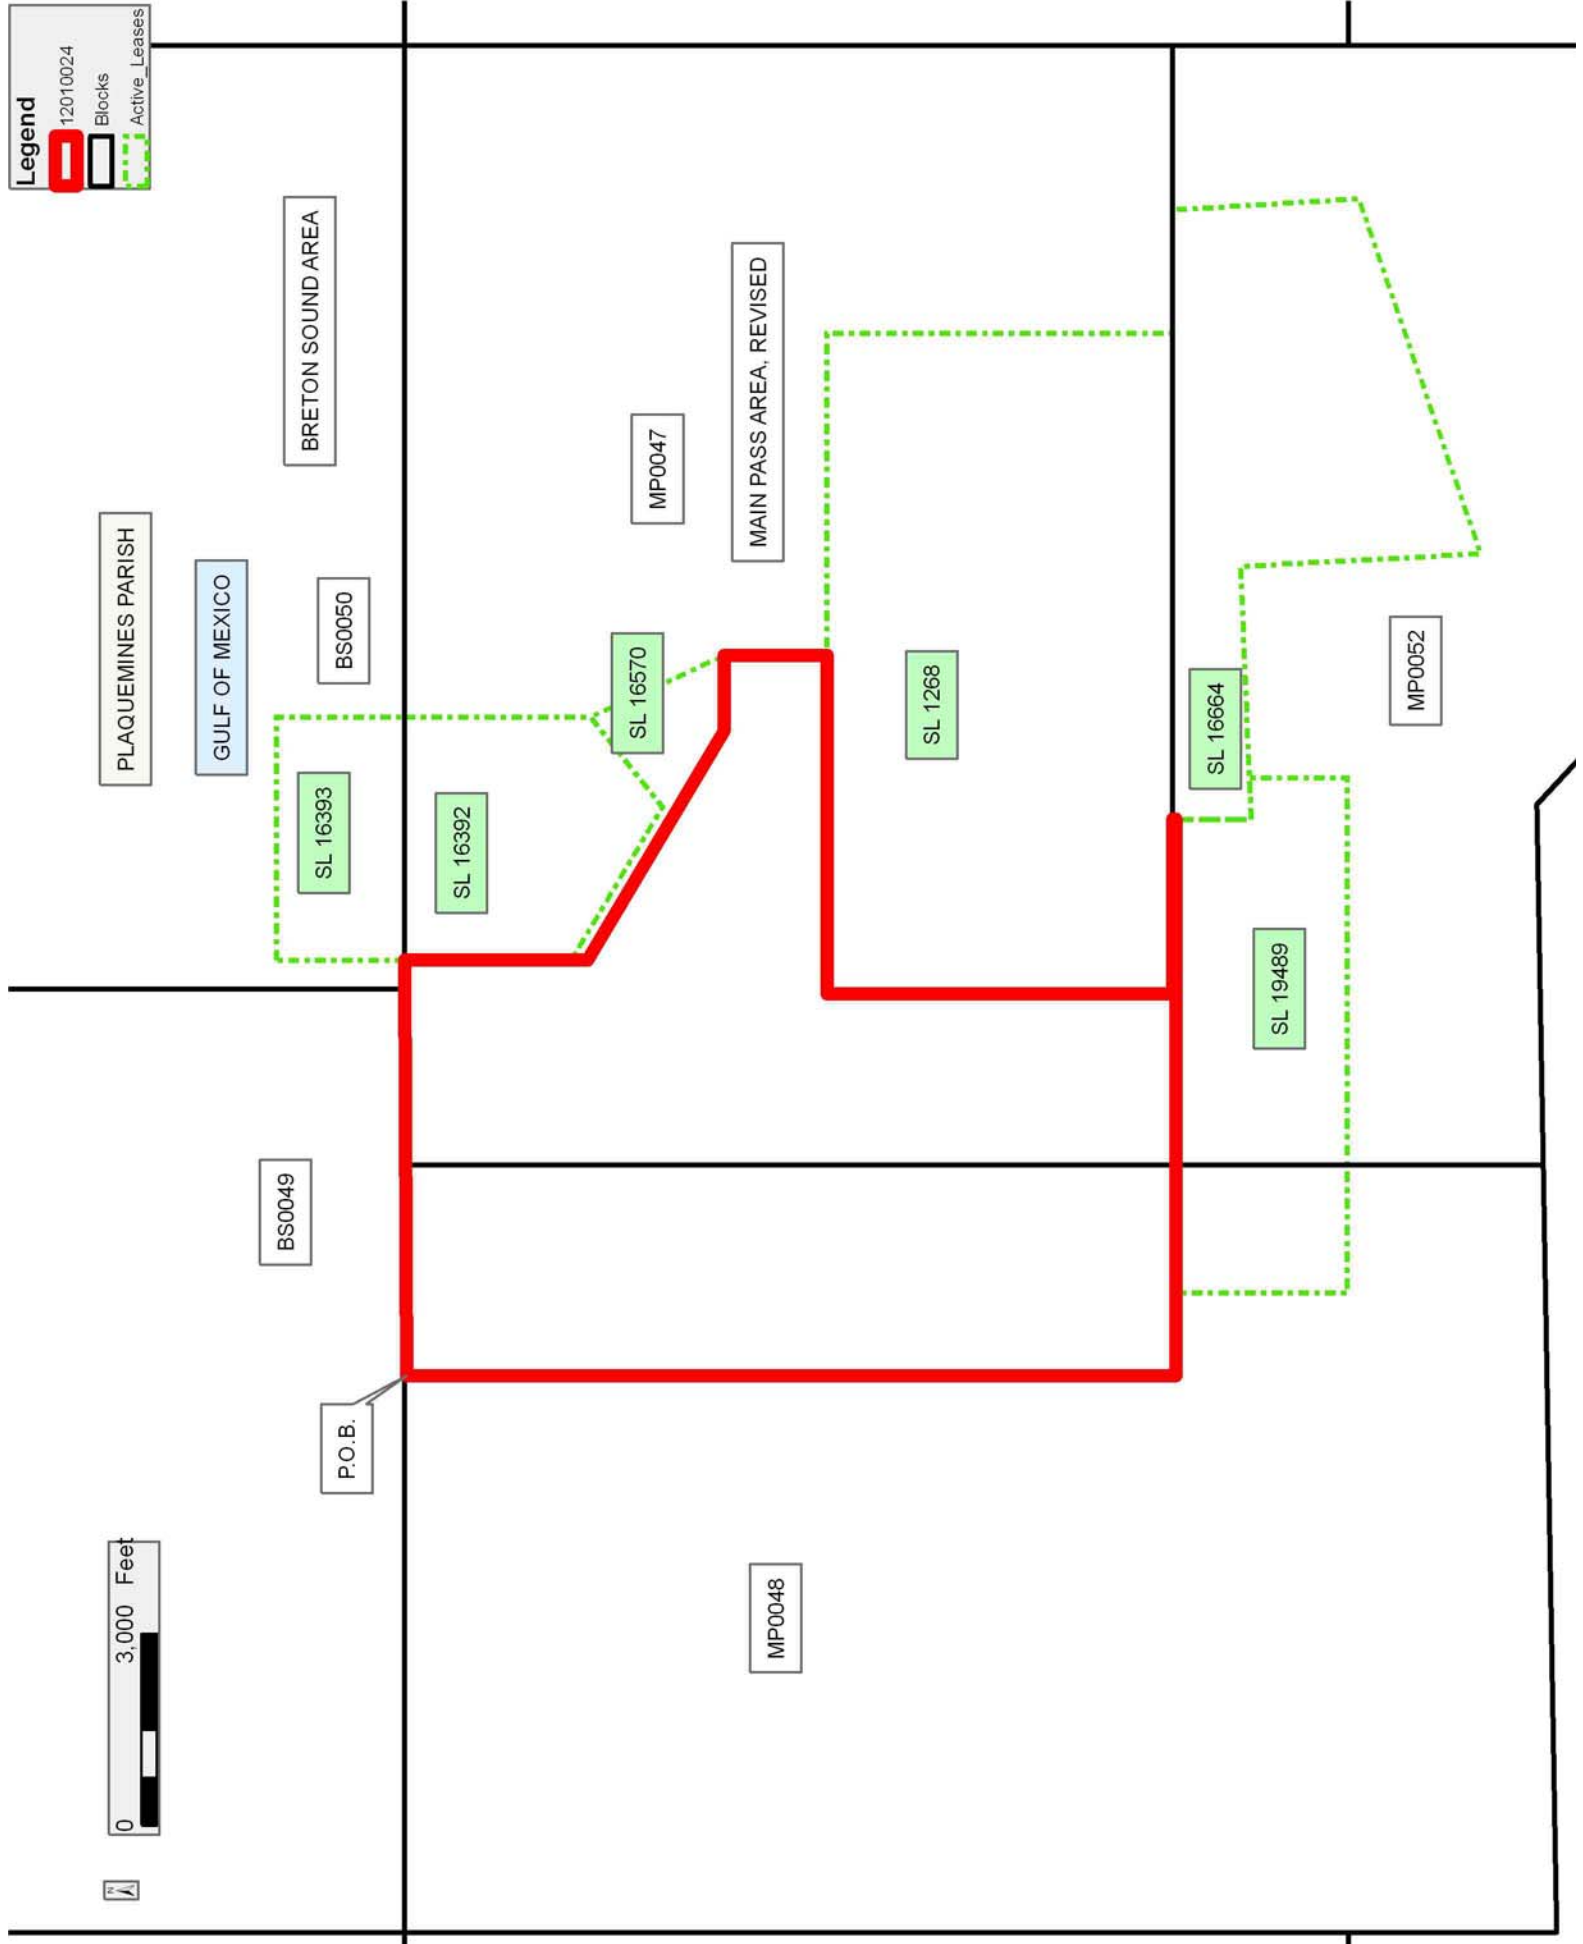 Legend
12010024
Blocks
Active_Leases
0 3,000 Feet
N
PLAQUEMINES PARISH
GULF OF MEXICO
BRETON SOUND AREA
BS0050
BS0049
P.O.B.
SL 16393
SL 16392
SL 16570
MP0047
MAIN PASS AREA, REVISED
MP0048
SL 1268
SL 16664
SL 19489
MP0052